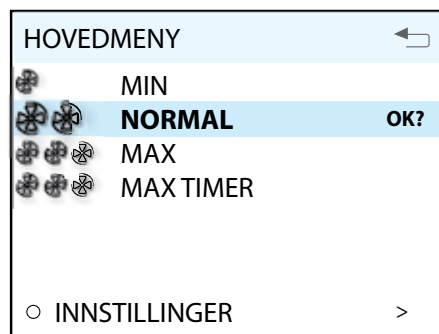 HOVEDMENY
MIN
NORMAL OK?
MAX
MAX TIMER
INNSTILLINGER >